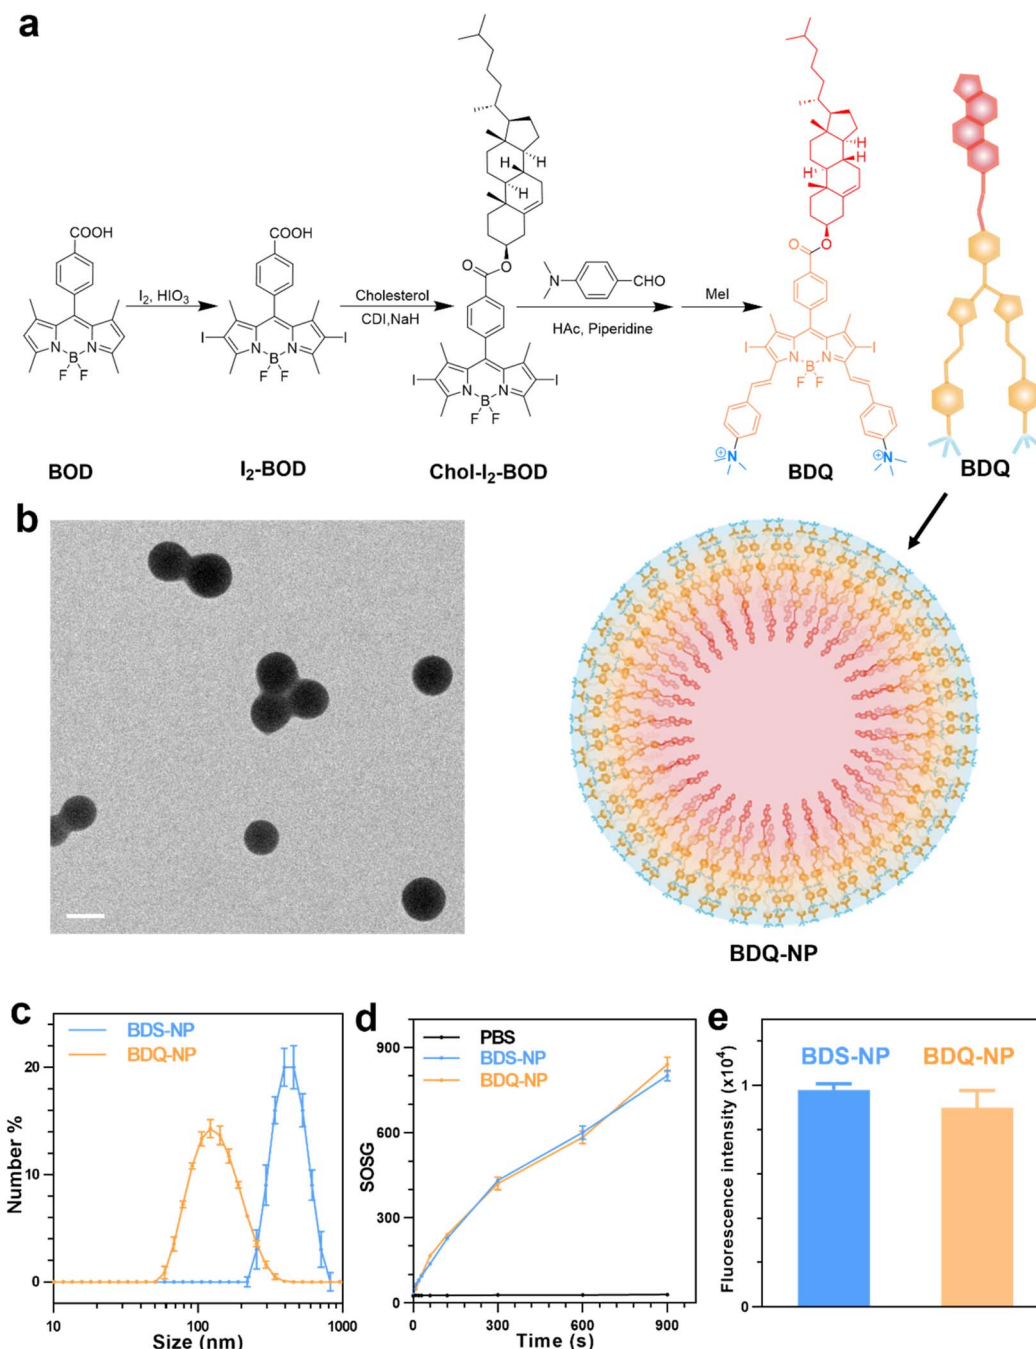 a
COOH
COOH
I₂, HIO₃
Cholesterol
CDI,NaH
CHO
HAc, Piperidine
MeI
H
H
H
H
H
H
O
O
O
O
N
N
N
B
F F
I
I
N
B
N
F F
I
I
N
B
N
F F
I
I
N
B
N
F F
N
N
BOD
I₂-BOD
Chol-I₂-BOD
BDQ
BDQ
b
BDQ-NP
c
BDS-NP
BDQ-NP
Number %
20
10
0
10
100
1000
Size (nm)
d
PBS
BDS-NP
BDQ-NP
SOSG
900
600
300
0
0
300
600
900
Time (s)
e
BDS-NP
BDQ-NP
Fluorescence intensity (x10⁴)
1
0